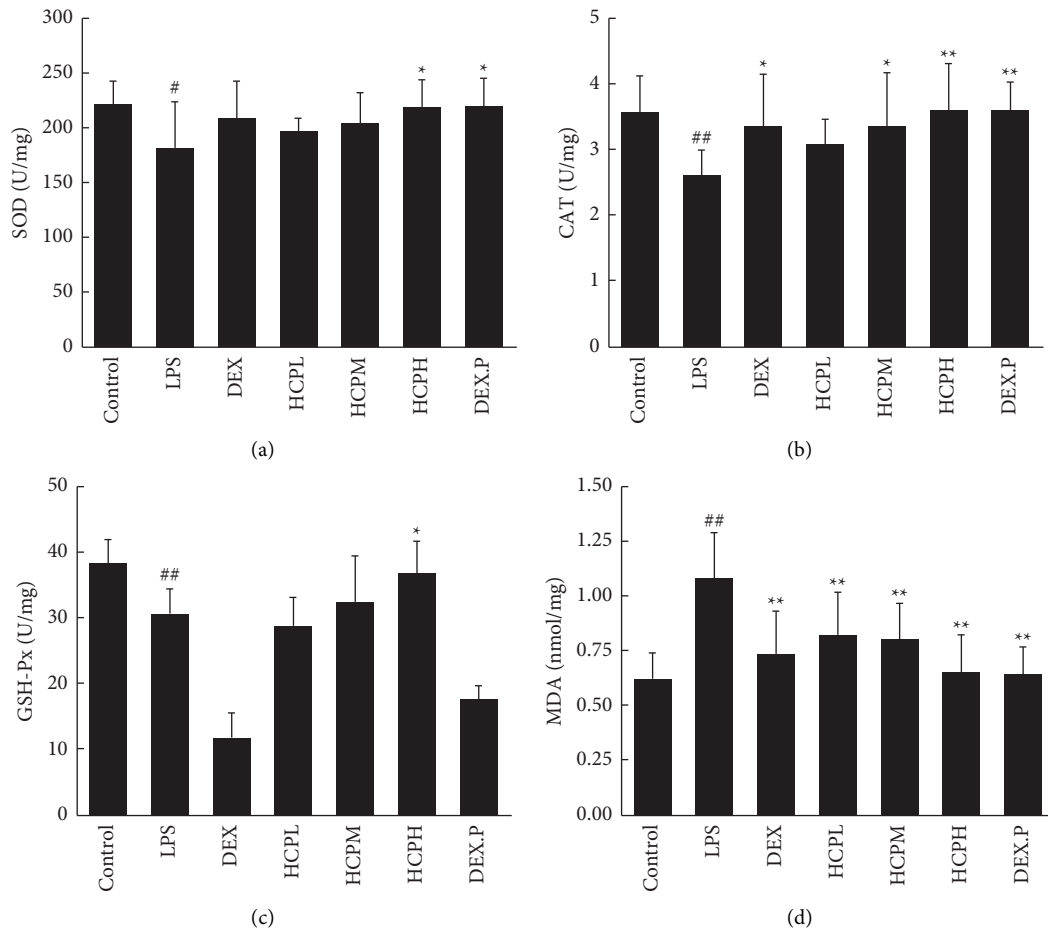 300
250
200
150
100
50
0
SOD (U/mg)
#
*
*
Control
LPS
DEX
HCPL
HCPM
HCPH
DEX.P
(a)
5
4
3
2
1
0
CAT (U/mg)
##
*
*
**
**
Control
LPS
DEX
HCPL
HCPM
HCPH
DEX.P
(b)
50
40
30
20
10
0
GSH-Px (U/mg)
##
*
Control
LPS
DEX
HCPL
HCPM
HCPH
DEX.P
(c)
1.50
1.25
1.00
0.75
0.50
0.25
0.00
MDA (nmol/mg)
##
**
**
**
**
**
Control
LPS
DEX
HCPL
HCPM
HCPH
DEX.P
(d)